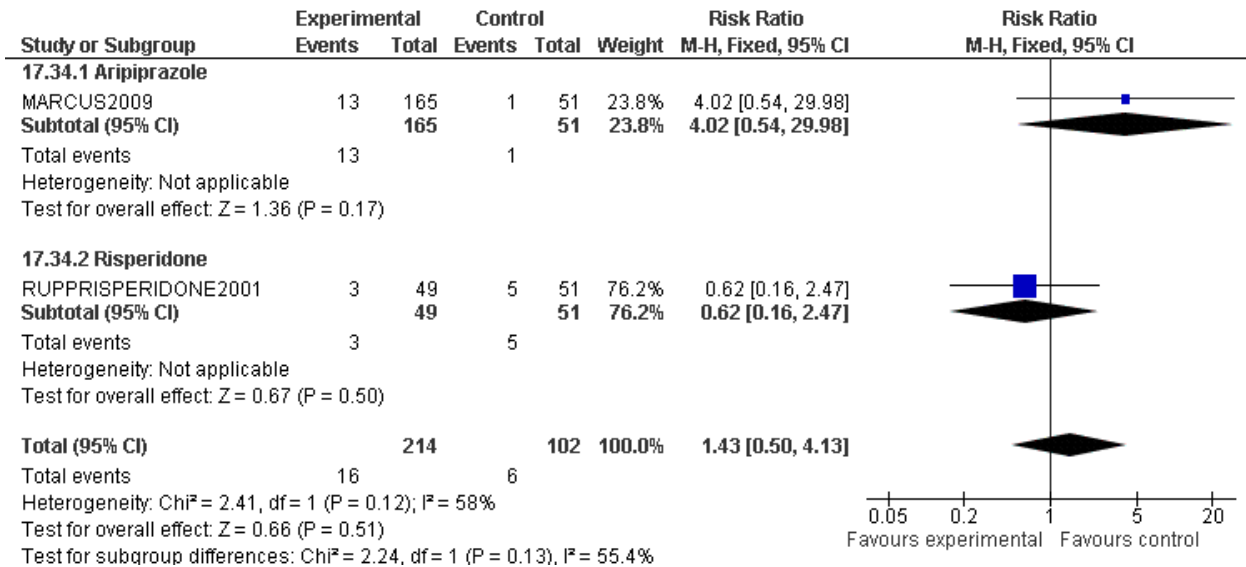 Experimental Control Risk Ratio Risk Ratio
Study or Subgroup Events Total Events Total Weight M-H, Fixed, 95% CI M-H, Fixed, 95% CI
17.34.1 Aripiprazole
MARCUS2009 13 165 1 51 23.8% 4.02 [0.54, 29.98]
Subtotal (95% CI) 165 51 23.8% 4.02 [0.54, 29.98]
Total events 13 1
Heterogeneity: Not applicable
Test for overall effect: Z = 1.36 (P = 0.17)
17.34.2 Risperidone
RUPPRISPERIDONE2001 3 49 5 51 76.2% 0.62 [0.16, 2.47]
Subtotal (95% CI) 49 51 76.2% 0.62 [0.16, 2.47]
Total events 3 5
Heterogeneity: Not applicable
Test for overall effect: Z = 0.67 (P = 0.50)
Total (95% CI) 214 102 100.0% 1.43 [0.50, 4.13]
Total events 16 6
Heterogeneity: Chi² = 2.41, df = 1 (P = 0.12); I² = 58%
Test for overall effect: Z = 0.66 (P = 0.51)
Test for subgroup differences: Chi² = 2.24, df = 1 (P = 0.13), I² = 55.4%
0.05 0.2 1 5 20
Favours experimental Favours control